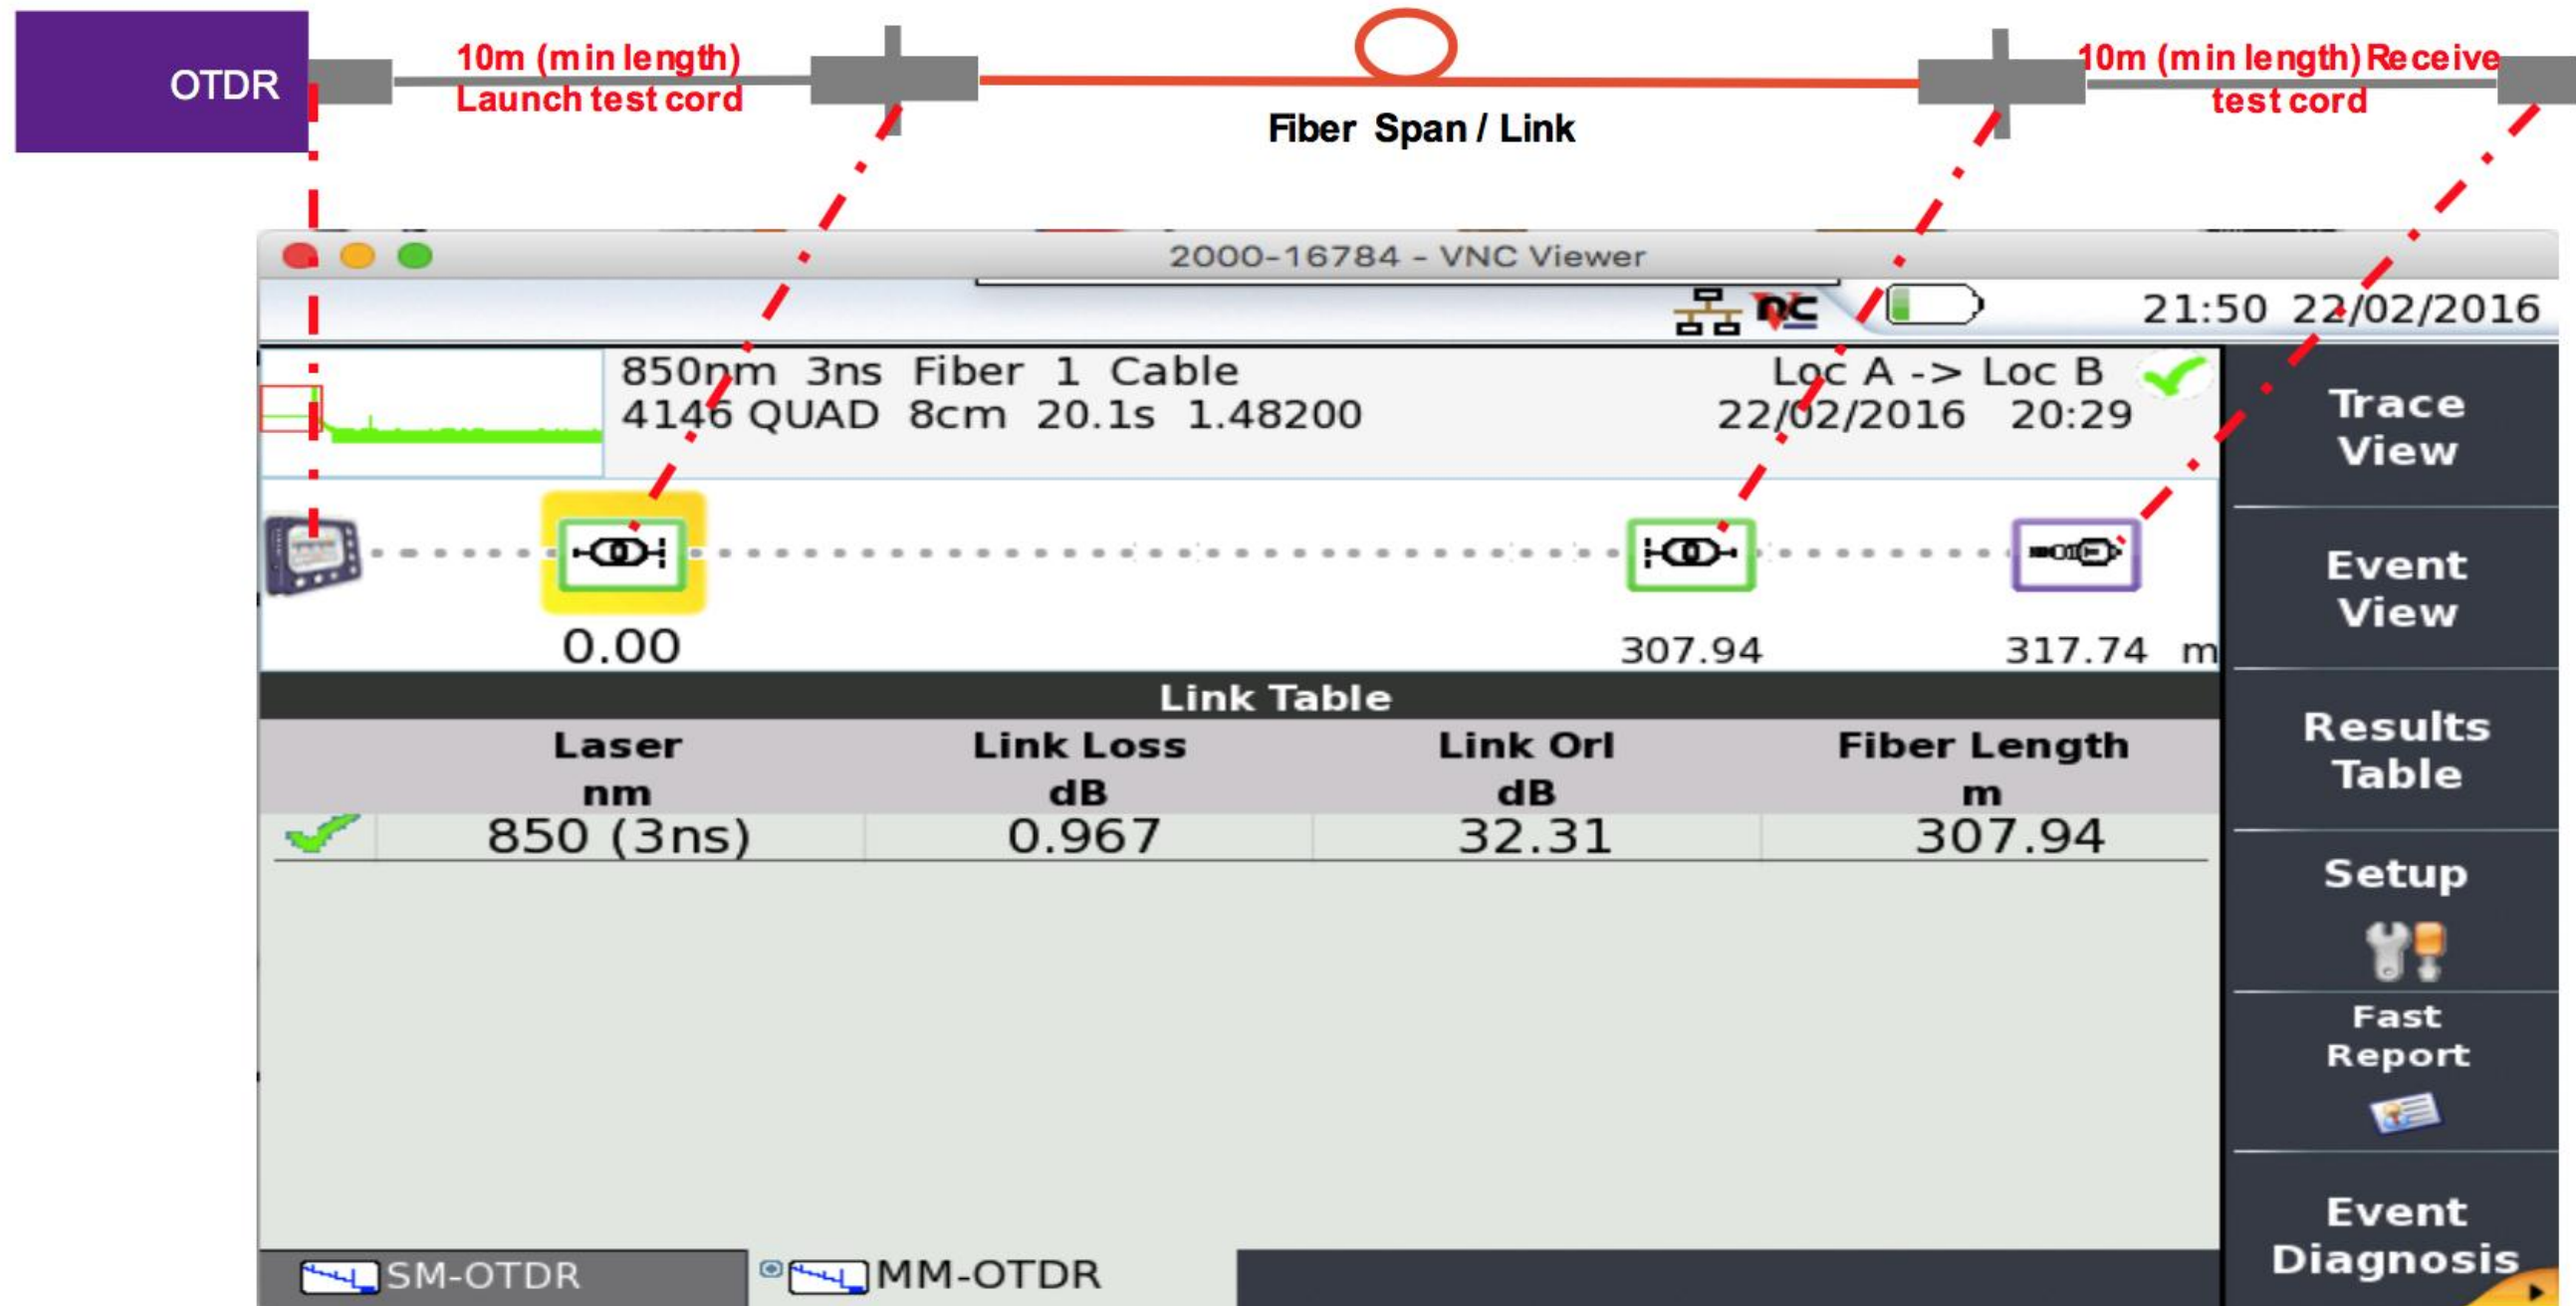 OTDR
10m (min length)
Launch test cord
Fiber Span / Link
10m (min length) Receive
test cord
2000-16784 - VNC Viewer
21:50 22/02/2016
850nm 3ns Fiber 1 Cable
4146 QUAD 8cm 20.1s 1.48200
Loc A -> Loc B
22/02/2016 20:29
0.00
307.94
317.74 m
Link Table
Laser Link Loss Link Orl Fiber Length
nm dB dB m
850 (3ns) 0.967 32.31 307.94
Trace
View
Event
View
Results
Table
Setup
Fast
Report
Event
Diagnosis
SM-OTDR
MM-OTDR